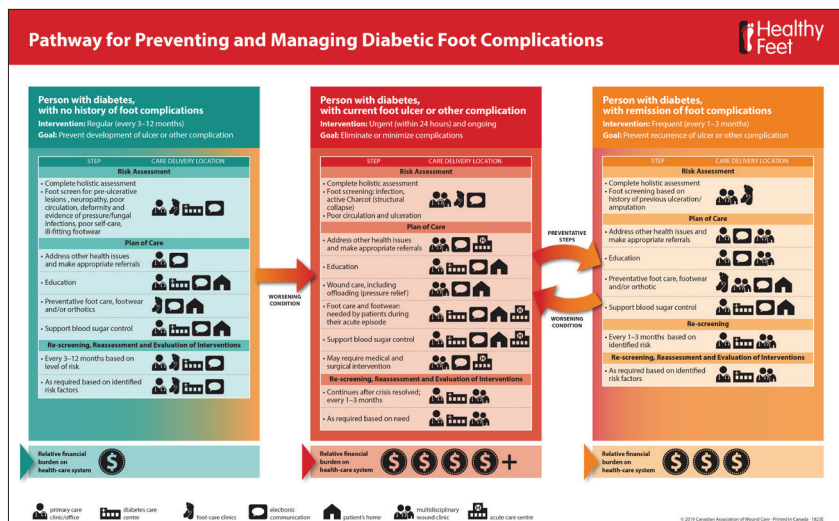 Pathway for Preventing and Managing Diabetic Foot Complications
Healthy
Feet
Person with diabetes,
with no history of foot complications
Intervention: Regular (every 3–12 months)
Goal: Prevent development of ulcer or other complication
STEP CARE DELIVERY LOCATION
Risk Assessment
• Complete holistic assessment
• Foot screen for: pre-ulcerative
lesions , neuropathy, poor
circulation, deformity and
evidence of pressure/fungal
infections, poor self-care,
ill-fitting footwear
Plan of Care
• Address other health issues
and make appropriate referrals
• Education
• Preventative foot care, footwear
and/or orthotics
• Support blood sugar control
Re-screening, Reassessment and Evaluation of Interventions
• Every 3–12 months based on
level of risk
• As required based on identified
risk factors
Relative financial
burden on
health-care system
$
WORSENING
CONDITION
Person with diabetes,
with current foot ulcer or other complication
Intervention: Urgent (within 24 hours) and ongoing
Goal: Eliminate or minimize complications
STEP CARE DELIVERY LOCATION
Risk Assessment
• Complete holistic assessment
• Foot screening: infection,
active Charcot (structural
collapse)
• Poor circulation and ulceration
Plan of Care
• Address other health issues
and make appropriate referrals
• Education
• Wound care, including
offloading (pressure relief)
• Foot care and footwear:
needed by patients during
their acute episode
• Support blood sugar control
• May require medical and
surgical intervention
Re-screening, Reassessment and Evaluation of Interventions
• Continues after crisis resolved;
every 1–3 months
• As required based on need
Relative financial
burden on
health-care system
$ $ $ $ +
PREVENTATIVE
STEPS
WORSENING
CONDITION
Person with diabetes,
with remission of foot complications
Intervention: Frequent (every 1–3 months)
Goal: Prevent recurrence of ulcer or other complication
STEP CARE DELIVERY LOCATION
Risk Assessment
• Complete holistic assessment
• Foot screening based on
history of previous ulceration/
amputation
Plan of Care
• Address other health issues and
make appropriate referrals
• Education
• Preventative foot care, footwear
and/or orthotic
• Support blood sugar control
Re-screening
• Every 1–3 months based on
identified risk
Re-screening, Reassessment and Evaluation of Interventions
• As required based on identified
risk factors
Relative financial
burden on
health-care system
$ $ $
primary care
clinic/office
diabetes care
centre
foot-care clinics
electronic
communication
patient's home
multidisciplinary
wound clinic
acute care centre
© 2019 Canadian Association of Wound Care · Printed in Canada · 1823E